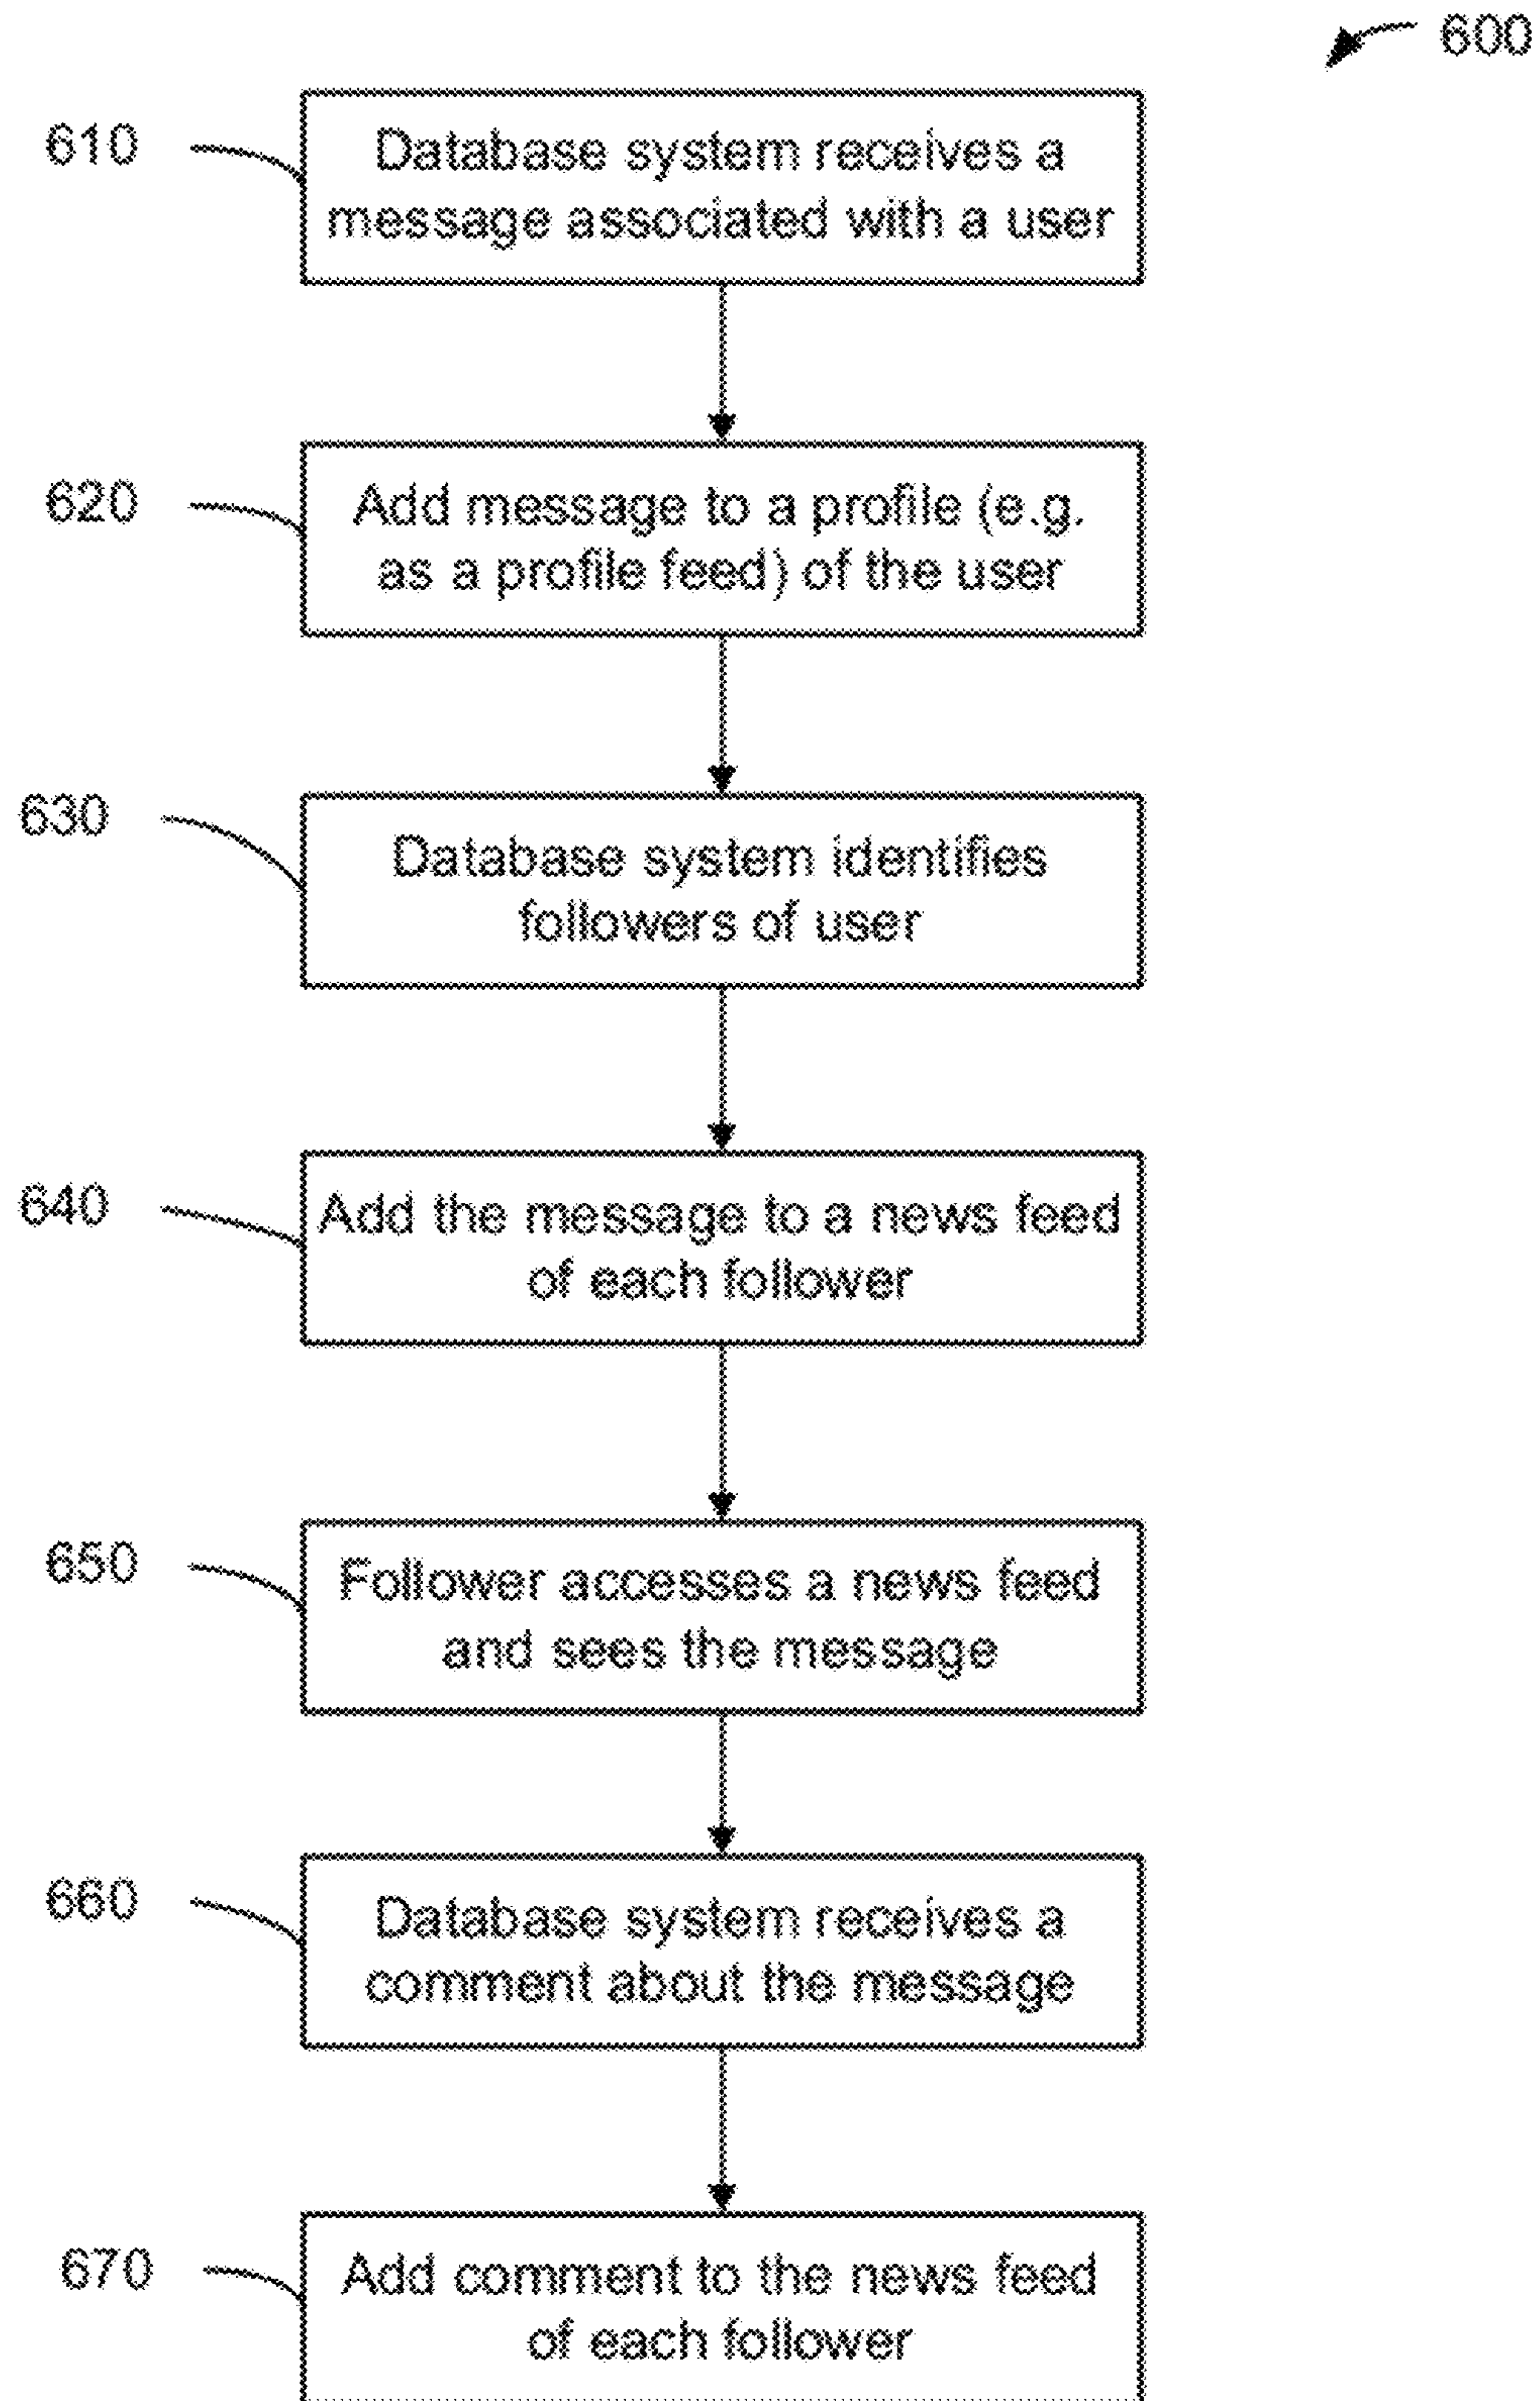 600
610
Database system receives a
message associated with a user
620
Add message to a profile (e.g.
as a profile feed) of the user
630
Database system identifies
followers of user
640
Add the message to a news feed
of each follower
650
Follower accesses a news feed
and sees the message
660
Database system receives a
comment about the message
670
Add comment to the news feed
of each follower